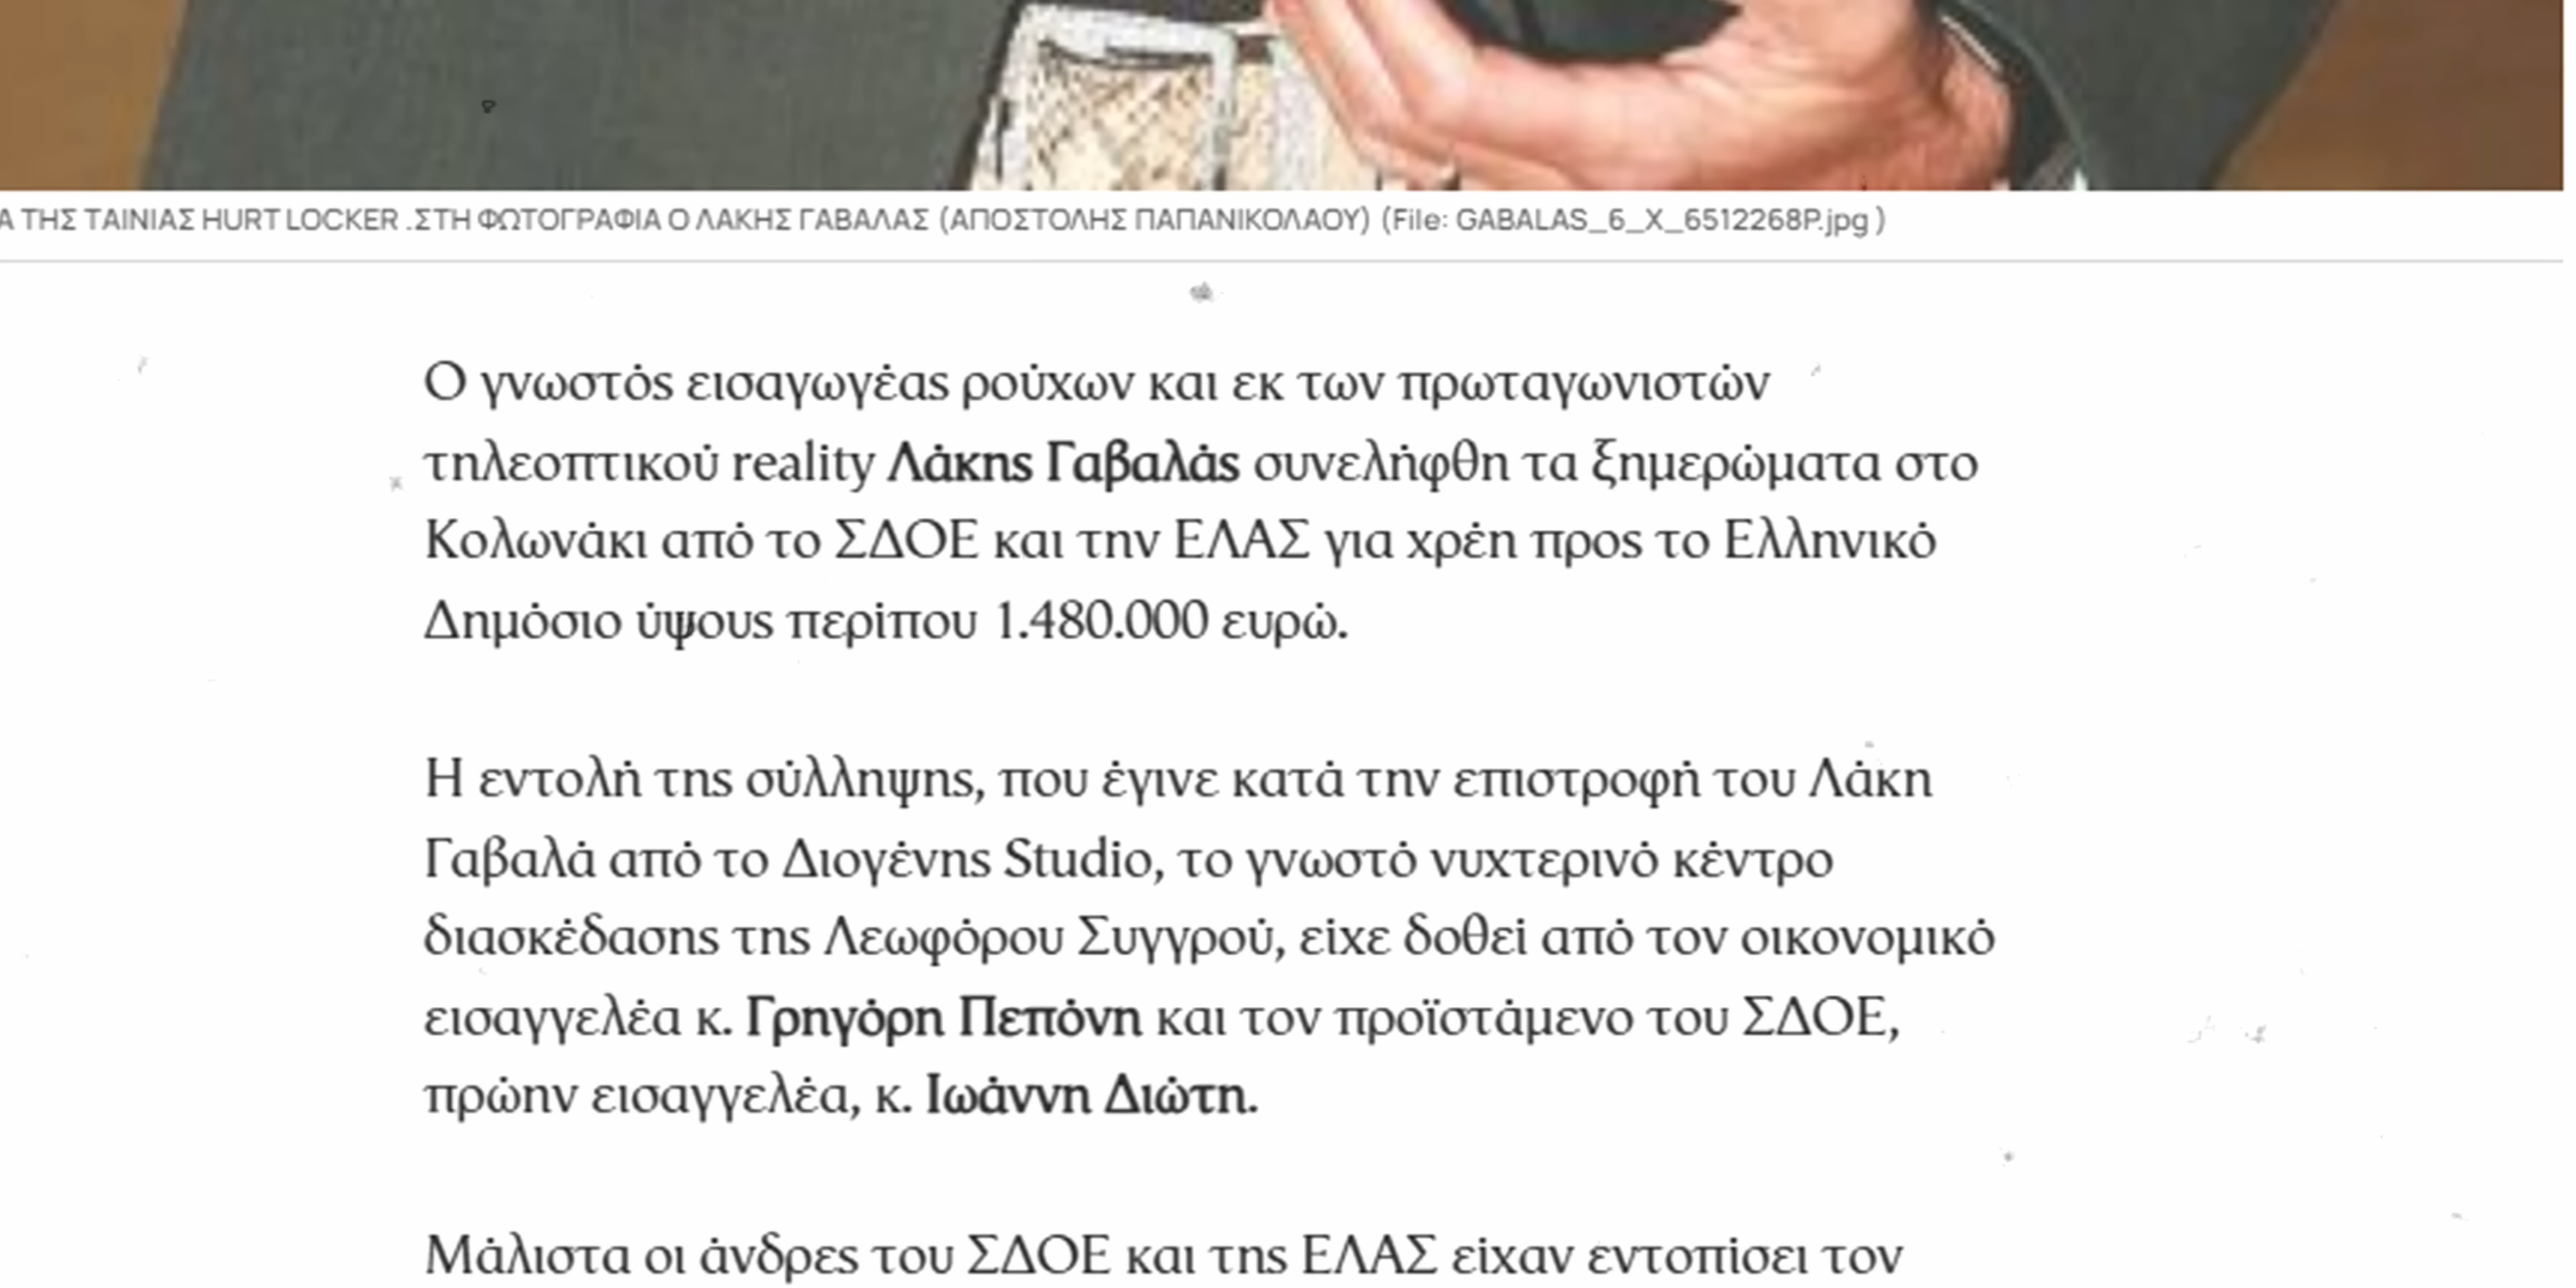 Α ΤΗΣ ΤΑΙΝΙΑΣ HURT LOCKER .ΣΤΗ ΦΩΤΟΓΡΑΦΙΑ Ο ΛΑΚΗΣ ΓΑΒΑΛΑΣ (ΑΠΟΣΤΟΛΗΣ ΠΑΠΑΝΙΚΟΛΑΟΥ) (File: GABALAS_6_X_6512268P.jpg )
Ο γνωστός εισαγωγέας ρούχων και εκ των πρωταγωνιστών
τηλεοπτικού reality Λάκης Γαβαλάς συνελήφθη τα ξημερώματα στο
Κολωνάκι από το ΣΔΟΕ και την ΕΛΑΣ για χρέη προς το Ελληνικό
Δημόσιο ύψους περίπου 1.480.000 ευρώ.
Η εντολή της σύλληψης, που έγινε κατά την επιστροφή του Λάκη
Γαβαλά από το Διογένης Studio, το γνωστό νυχτερινό κέντρο
διασκέδασης της Λεωφόρου Συγγρού, είχε δοθεί από τον οικονομικό
εισαγγελέα κ. Γρηγόρη Πεπόνη και τον προϊστάμενο του ΣΔΟΕ,
πρώην εισαγγελέα, κ. Ιωάννη Διώτη.
Μάλιστα οι άνδρες του ΣΔΟΕ και της ΕΛΑΣ είχαν εντοπίσει τον